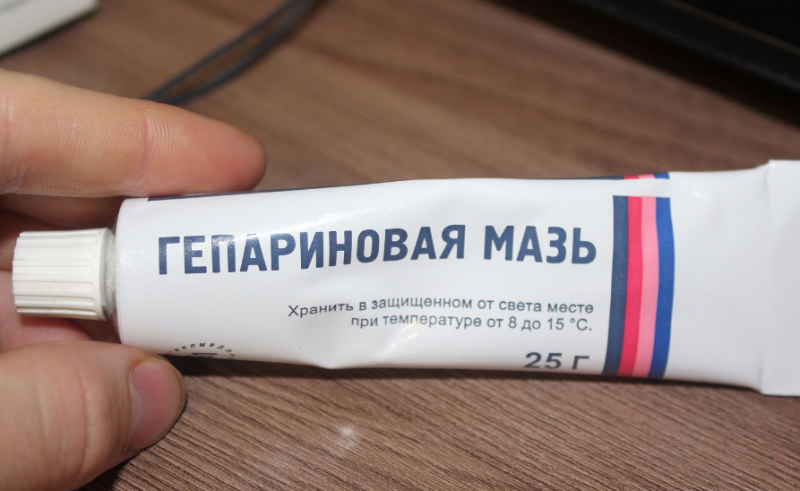 ГЕПАРИНОВАЯ МАЗЬ
Хранить в защищенном от света месте
при температуре от 8 до 15 °С.
25 Г